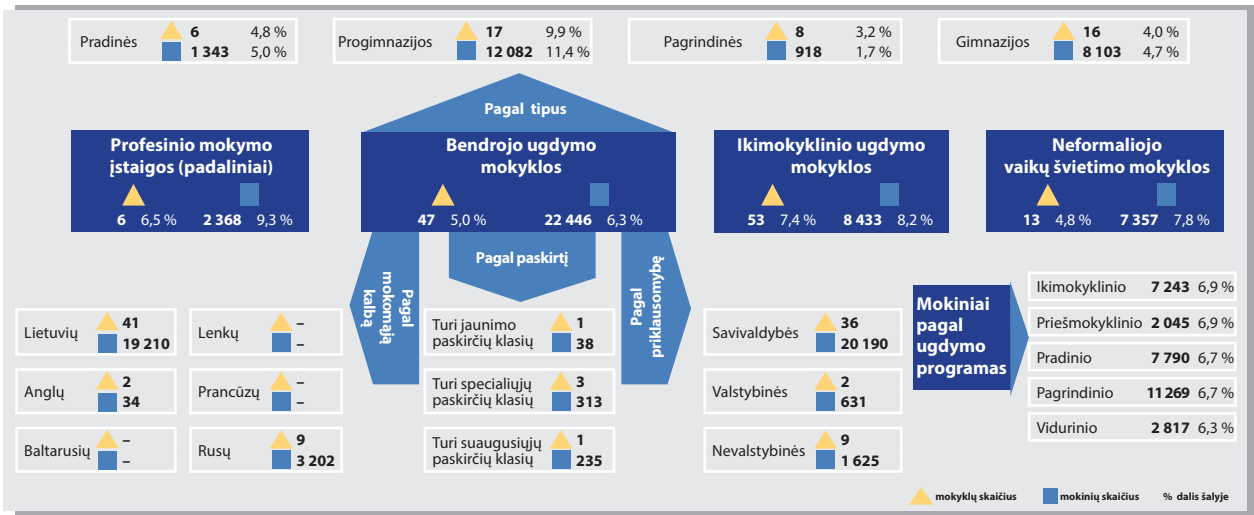 Pradinės
6 4,8 %
1 343 5,0 %
Progimnazijos
17 9,9 %
12 082 11,4 %
Pagrindinės
8 3,2 %
918 1,7 %
Gimnazijos
16 4,0 %
8 103 4,7 %
Pagal tipus
Profesinio mokymo
įstaigos (padaliniai)
6 6,5 % 2 368 9,3 %
Bendrojo ugdymo
mokyklos
47 5,0 % 22 446 6,3 %
Ikimokyklinio ugdymo
mokyklos
53 7,4 % 8 433 8,2 %
Neformaliojo
vaikų švietimo mokyklos
13 4,8 % 7 357 7,8 %
Pagal
mokomąją
kalbą
Pagal paskirtį
Pagal
priklausomybę
Lietuvių
41
19 210
Lenkų
–
–
Anglų
2
34
Prancūzų
–
–
Baltarusių
–
–
Rusų
9
3 202
Turi jaunimo
paskirčių klasių
1
38
Turi specialiųjų
paskirčių klasių
3
313
Turi suaugusiųjų
paskirčių klasių
1
235
Savivaldybės
36
20 190
Valstybinės
2
631
Nevalstybinės
9
1 625
Mokiniai
pagal
ugdymo
programas
Ikimokyklinio 7 243 6,9 %
Priešmokyklinio 2 045 6,9 %
Pradinio 7 790 6,7 %
Pagrindinio 11 269 6,7 %
Vidurinio 2 817 6,3 %
mokyklų skaičius mokinių skaičius % dalis šalyje